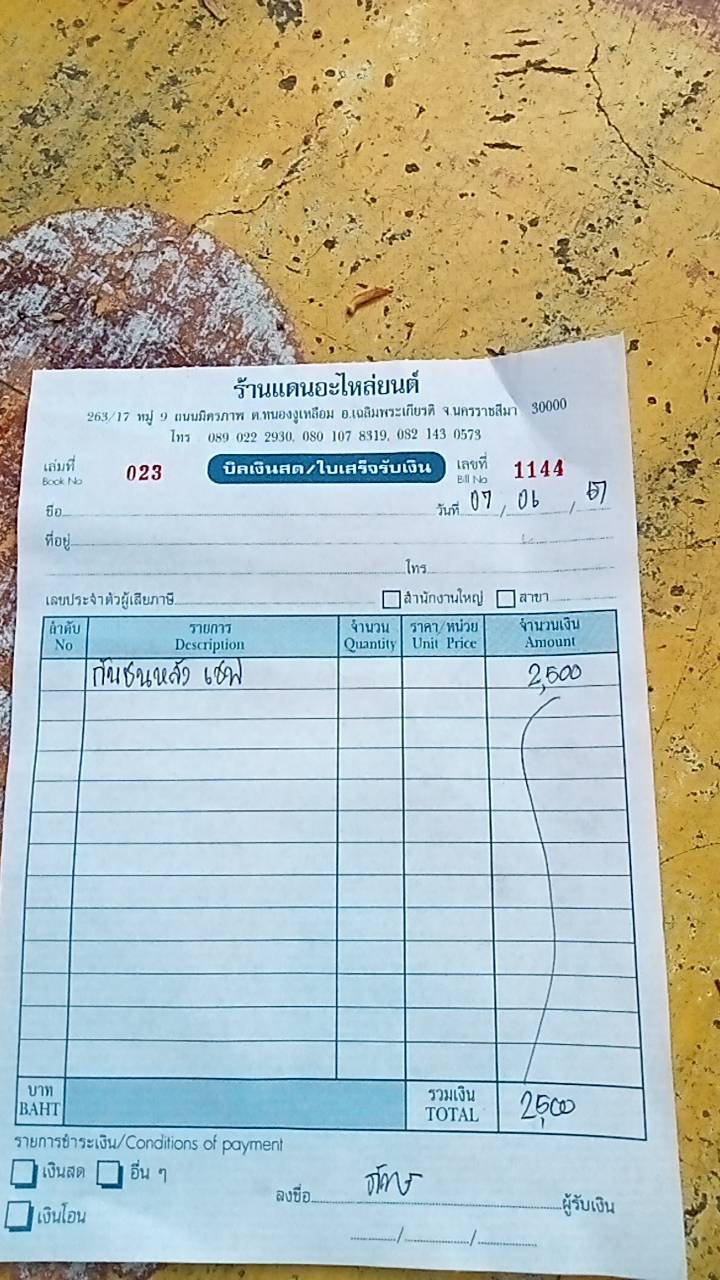 ร้านแดนอะไหล่ยนต์
263/17 หมู่ 9 ถนนมิตรภาพ ต.หนองงูเหลือม อ.เฉลิมพระเกียรติ จ.นครราชสีมา 30000
โทร 089 022 2930, 080 107 8319, 082 143 0573
เล่มที่ 023 บิลเงินสด/ใบเสร็จรับเงิน เลขที่ 1144
Book No Bill No
ชื่อ วันที่ 07 / 06 / 67
ที่อยู่
โทร
เลขประจำตัวผู้เสียภาษี สำนักงานใหญ่ สาขา
ลำดับ รายการ จำนวน ราคา/หน่วย จำนวนเงิน
No Description Quantity Unit Price Amount
กันชนหลัง เชฟ 2,500
บาท รวมเงิน
BAHT TOTAL 2,500
รายการชำระเงิน/Conditions of payment
เงินสด อื่น ๆ
ลงชื่อ ผู้รับเงิน
เงินโอน